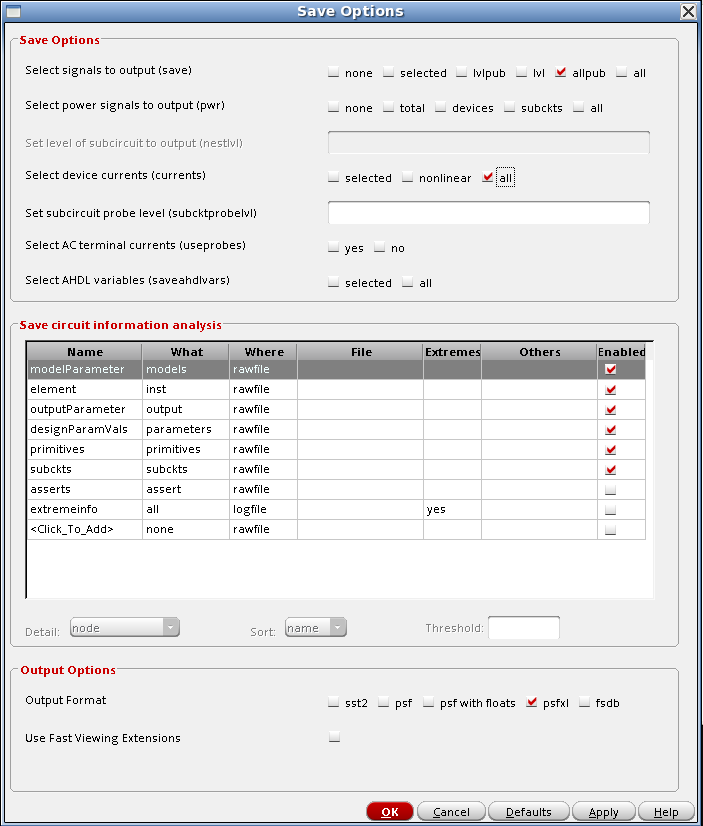 Save Options
Save Options
Select signals to output (save) none selected lvlpub lvl allpub all
Select power signals to output (pwr) none total devices subckts all
Set level of subcircuit to output (nestlvl)
Select device currents (currents) selected nonlinear all
Set subcircuit probe level (subcktprobelvl)
Select AC terminal currents (useprobes) yes no
Select AHDL variables (saveahdlvars) selected all
Save circuit information analysis
Name What Where File Extremes Others Enabled
modelParameter models rawfile
element inst rawfile
outputParameter output rawfile
designParamVals parameters rawfile
primitives primitives rawfile
subckts subckts rawfile
asserts assert rawfile
extremeinfo all logfile yes
<Click_To_Add> none rawfile
Detail: node Sort: name Threshold:
Output Options
Output Format sst2 psf psf with floats psfxl fsdb
Use Fast Viewing Extensions
OK Cancel Defaults Apply Help